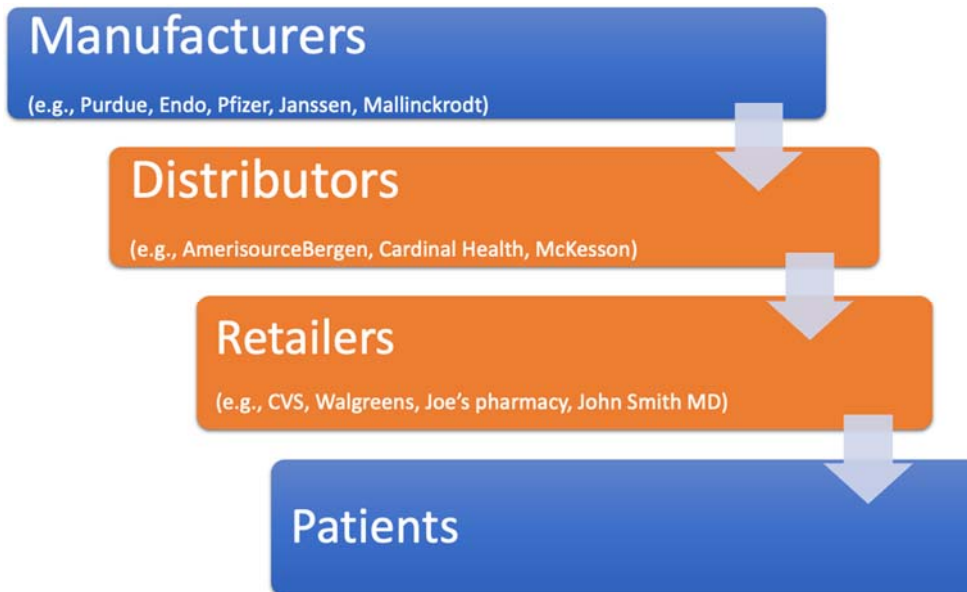 Manufacturers
(e.g., Purdue, Endo, Pfizer, Janssen, Mallinckrodt)
Distributors
(e.g., AmerisourceBergen, Cardinal Health, McKesson)
Retailers
(e.g., CVS, Walgreens, Joe's pharmacy, John Smith MD)
Patients